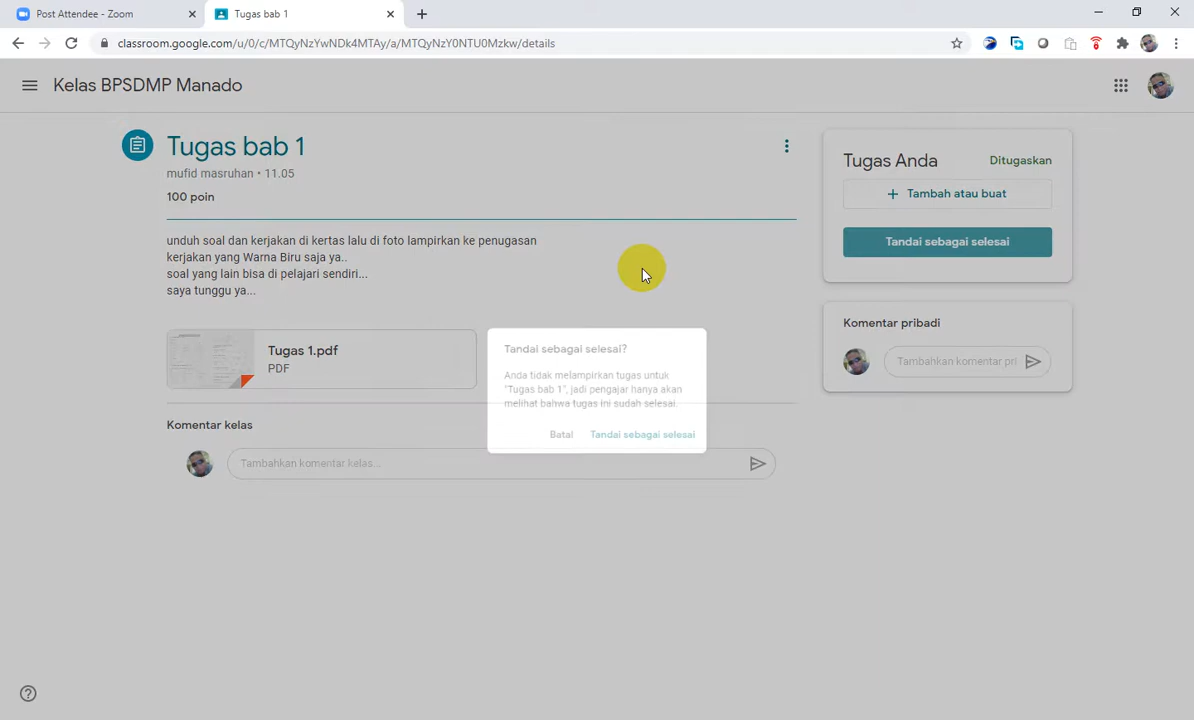 Post Attendee - Zoom
Tugas bab 1
classroom.google.com/u/0/c/MTQyNzYwNDk4MTAy/a/MTQyNzY0NTU0Mzkw/details
Kelas BPSDMP Manado
Tugas bab 1
mufid masruhan • 11.05
100 poin
unduh soal dan kerjakan di kertas lalu di foto lampirkan ke penugasan
kerjakan yang Warna Biru saja ya..
soal yang lain bisa di pelajari sendiri...
saya tunggu ya...
Tugas 1.pdf
PDF
Komentar kelas
Tambahkan komentar kelas...
Tandai sebagai selesai?
Anda tidak melampirkan tugas untuk
"Tugas bab 1", jadi pengajar hanya akan
melihat bahwa tugas ini sudah selesai.
Batal Tandai sebagai selesai
Tugas Anda Ditugaskan
+ Tambah atau buat
Tandai sebagai selesai
Komentar pribadi
Tambahkan komentar pri